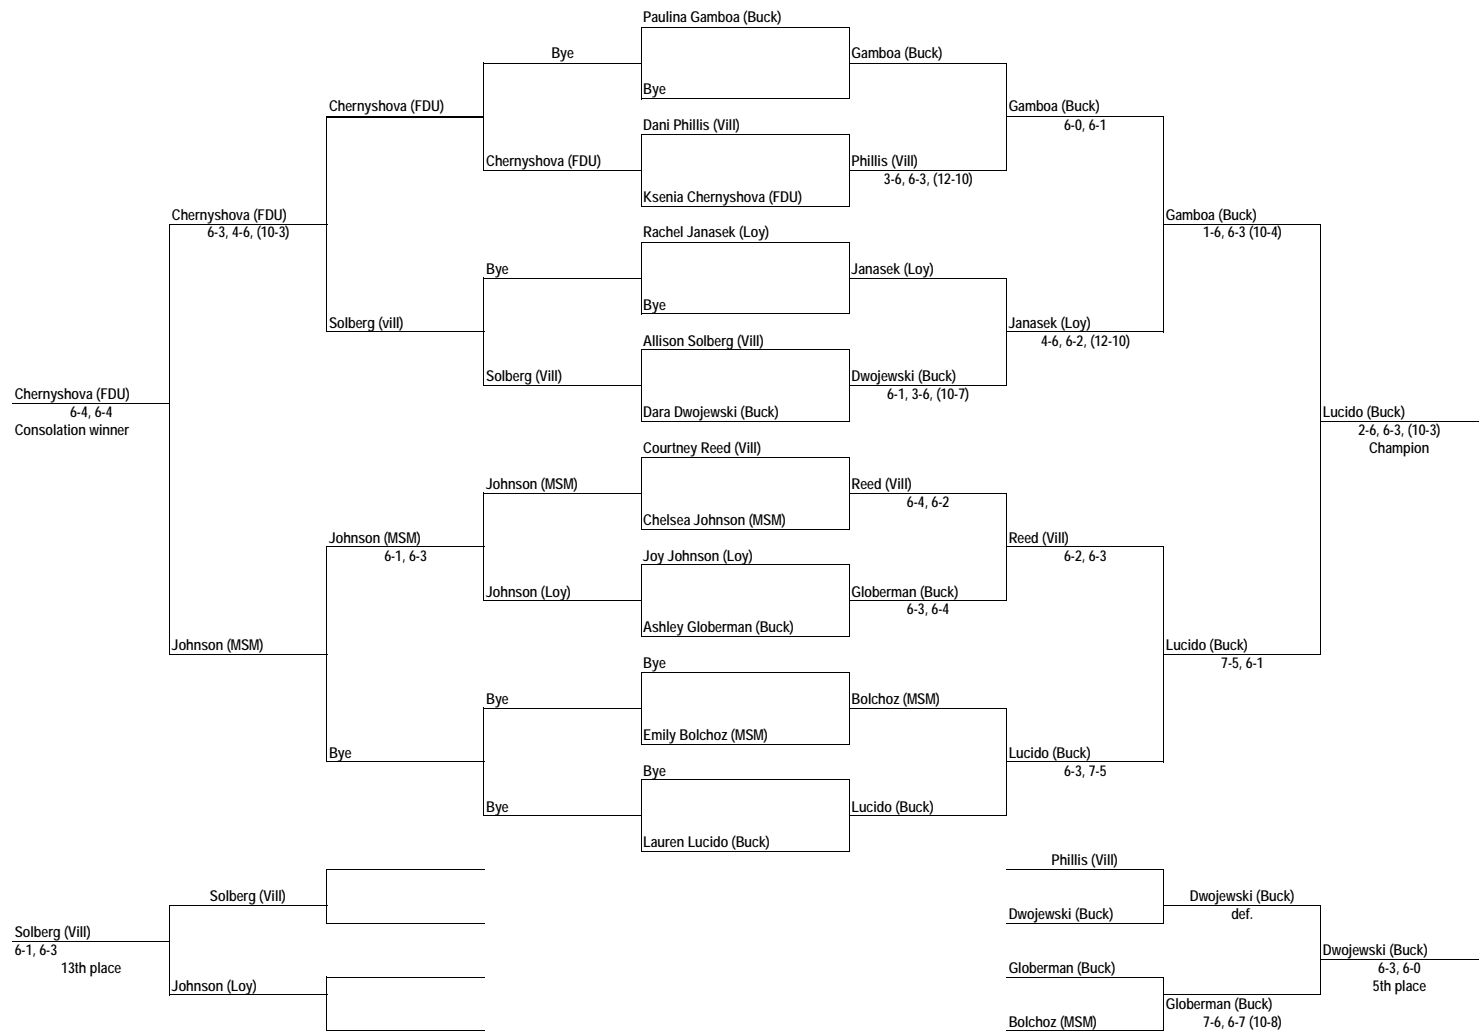 Paulina Gamboa (Buck)
Bye
Gamboa (Buck)
Bye
Chernyshova (FDU)
Gamboa (Buck)
6-0, 6-1
Dani Phillis (Vill)
Chernyshova (FDU)
Phillis (Vill)
3-6, 6-3, (12-10)
Ksenia Chernyshova (FDU)
Chernyshova (FDU)
6-3, 4-6, (10-3)
Gamboa (Buck)
1-6, 6-3 (10-4)
Rachel Janasek (Loy)
Bye
Janasek (Loy)
Bye
Solberg (vill)
Janasek (Loy)
4-6, 6-2, (12-10)
Allison Solberg (Vill)
Solberg (Vill)
Dwojewski (Buck)
6-1, 3-6, (10-7)
Chernyshova (FDU)
6-4, 6-4
Consolation winner
Dara Dwojewski (Buck)
Lucido (Buck)
2-6, 6-3, (10-3)
Champion
Courtney Reed (Vill)
Johnson (MSM)
Reed (Vill)
6-4, 6-2
Chelsea Johnson (MSM)
Johnson (MSM)
6-1, 6-3
Reed (Vill)
6-2, 6-3
Joy Johnson (Loy)
Johnson (Loy)
Globerman (Buck)
6-3, 6-4
Ashley Globerman (Buck)
Johnson (MSM)
Lucido (Buck)
7-5, 6-1
Bye
Bye
Bolchoz (MSM)
Emily Bolchoz (MSM)
Bye
Lucido (Buck)
6-3, 7-5
Bye
Bye
Lucido (Buck)
Lauren Lucido (Buck)
Phillis (Vill)
Solberg (Vill)
Dwojewski (Buck)
def.
Dwojewski (Buck)
Solberg (Vill)
6-1, 6-3
13th place
Dwojewski (Buck)
6-3, 6-0
5th place
Johnson (Loy)
Globerman (Buck)
Globerman (Buck)
7-6, 6-7 (10-8)
Bolchoz (MSM)